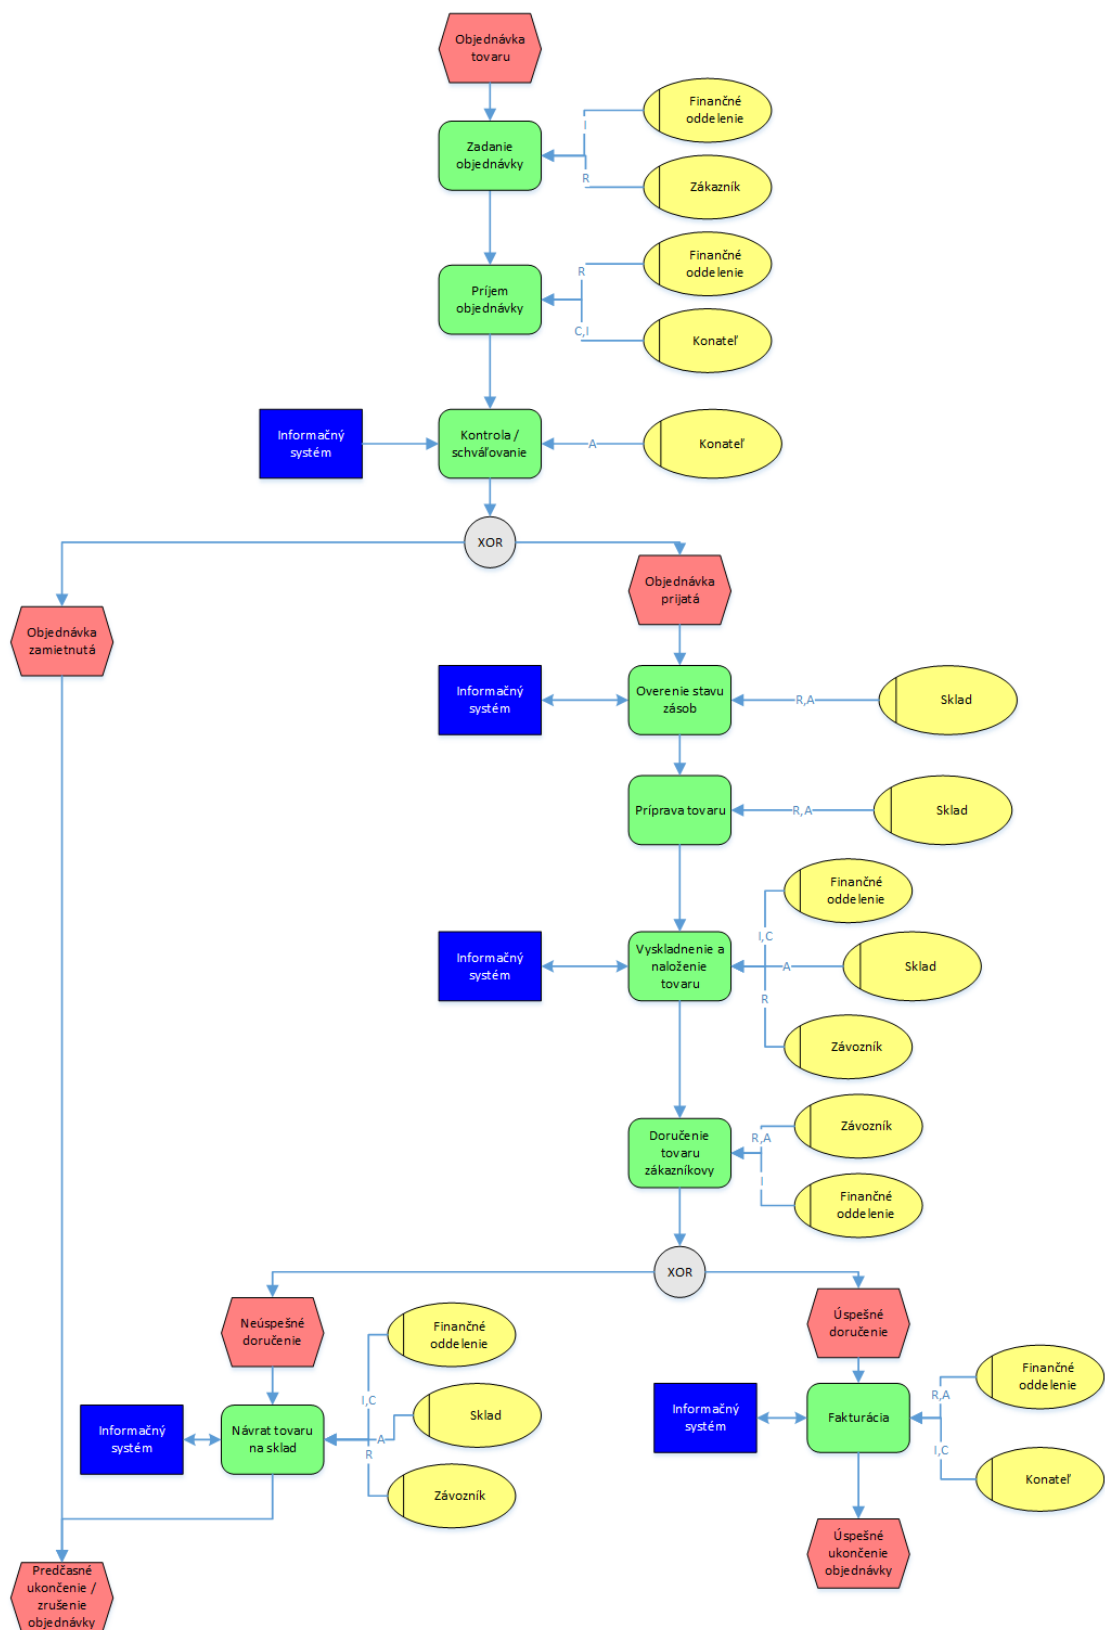 Objednávka
tovaru
Finančné
oddelenie
I
Zadanie
objednávky
R
Zákazník
Finančné
oddelenie
R
Príjem
objednávky
C,I
Konateľ
Informačný
systém
Kontrola /
schváľovanie
A
Konateľ
XOR
Objednávka
prijatá
Objednávka
zamietnutá
Informačný
systém
Overenie stavu
zásob
R,A
Sklad
Príprava tovaru
R,A
Sklad
Finančné
oddelenie
I,C
Informačný
systém
Vyskladnenie a
naloženie
tovaru
A
Sklad
R
Závozník
Závozník
R,A
Doručenie
tovaru
zákazníkovy
I
Finančné
oddelenie
XOR
Neúspešné
doručenie
Finančné
oddelenie
I,C
Informačný
systém
Návrat tovaru
na sklad
A
Sklad
R
Závozník
Úspešné
doručenie
Finančné
oddelenie
R,A
Informačný
systém
Fakturácia
I,C
Konateľ
Úspešné
ukončenie
objednávky
Predčasné
ukončenie /
zrušenie
objednávky